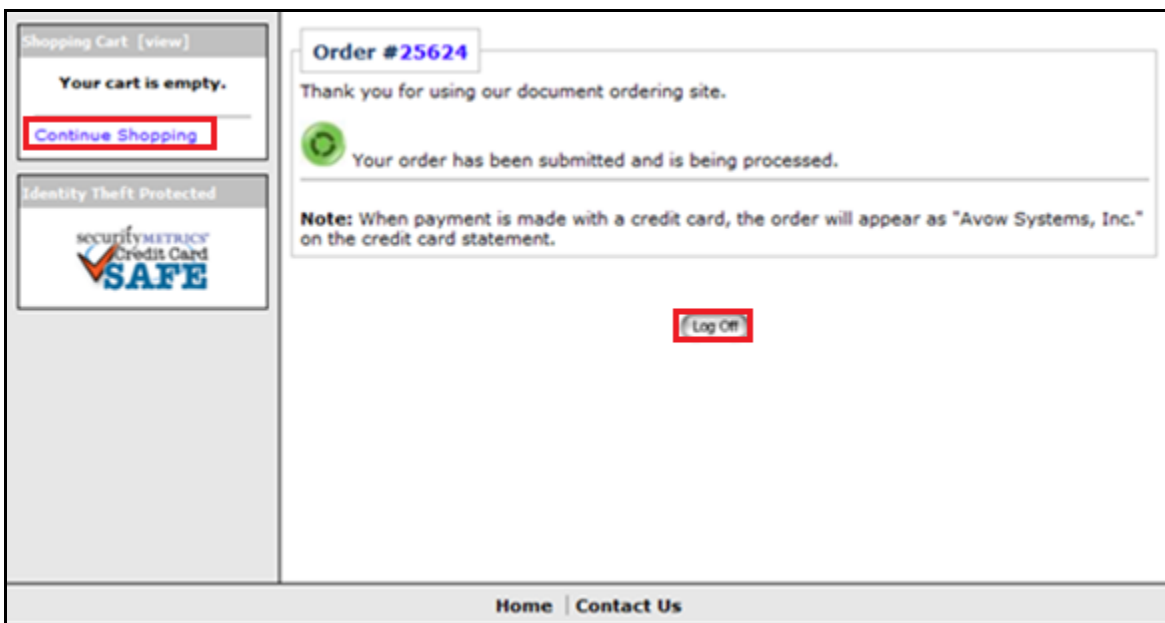 Shopping Cart [view]
Your cart is empty.
Continue Shopping
Identity Theft Protected
securityMETRICS®
Credit Card
SAFE
Order #25624
Thank you for using our document ordering site.
Your order has been submitted and is being processed.
Note: When payment is made with a credit card, the order will appear as "Avow Systems, Inc."
on the credit card statement.
Log Off
Home | Contact Us